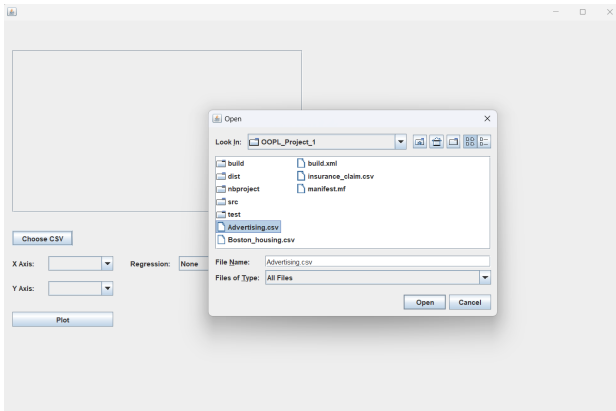 Open
Look In: OOPL_Project_1
build
dist
nbproject
src
test
Advertising.csv
Boston_housing.csv
build.xml
insurance_claim.csv
manifest.mf
File Name: Advertising.csv
Files of Type: All Files
Open Cancel
Choose CSV
X Axis: Regression: None
Y Axis:
Plot